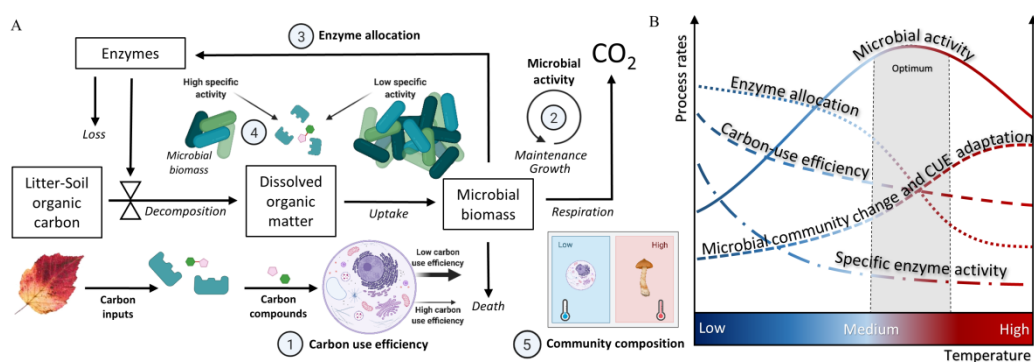 A
Enzymes
3 Enzyme allocation
CO2
High specific
activity
Low specific
activity
Microbial
activity
2
Maintenance
Growth
Loss
4
Microbial
biomass
Litter-Soil
organic
carbon
Decomposition
Dissolved
organic
matter
Uptake
Microbial
biomass
Respiration
Carbon
inputs
Carbon
compounds
Low carbon
use efficiency
High carbon
use efficiency
Death
1 Carbon use efficiency
Low
High
5 Community composition
B
Process rates
Microbial activity
Optimum
Enzyme allocation
Carbon-use efficiency
Microbial community change and CUE adaptation
Specific enzyme activity
Low
Medium
High
Temperature